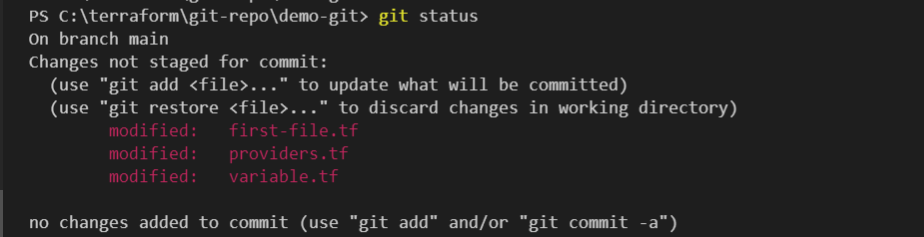 PS C:\terraform\git-repo\demo-git> git status
On branch main
Changes not staged for commit:
  (use "git add <file>..." to update what will be committed)
  (use "git restore <file>..." to discard changes in working directory)
        modified:   first-file.tf
        modified:   providers.tf
        modified:   variable.tf

no changes added to commit (use "git add" and/or "git commit -a")